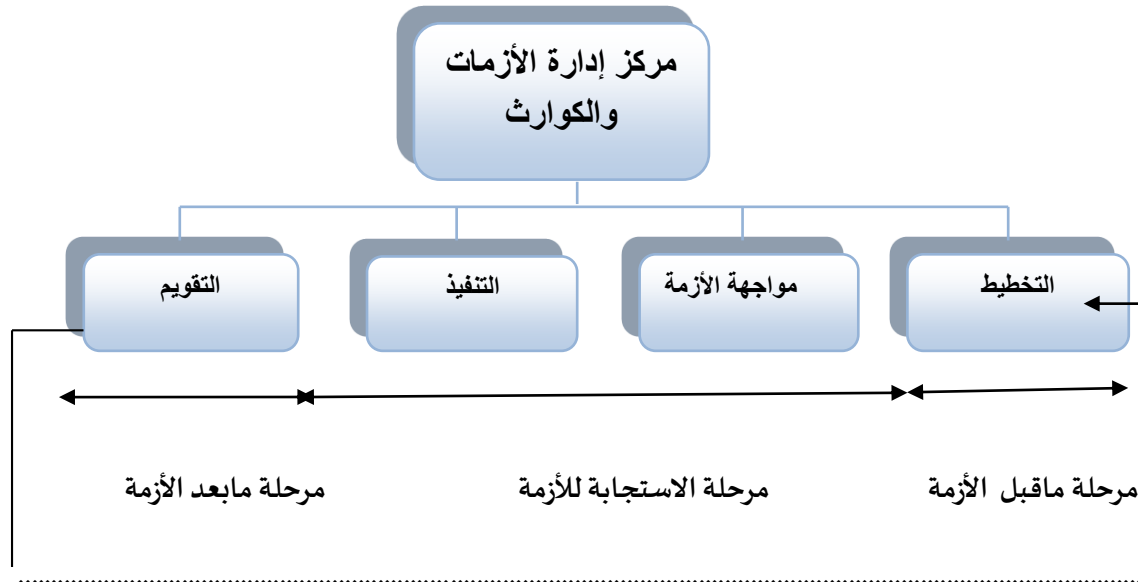 مركز إدارة الأزمات
والكوارث
التخطيط
مواجهة الأزمة
التنفيذ
التقويم
مرحلة ماقبل الأزمة
مرحلة الاستجابة للأزمة
مرحلة مابعد الأزمة